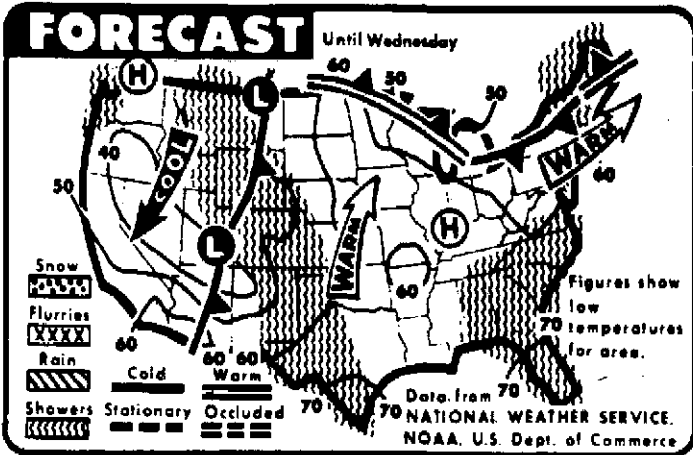 FORECAST
Until Wednesday
H
L
60
50
50
40
COOL
50
L
WARM
H
60
WARM
60
Snow
Flurries
Rain
Showers
60
60
60
Cold
Warm
Stationary
Occluded
70
70
70
70
Figures show
low
temperatures
for area.
Data from
NATIONAL WEATHER SERVICE,
NOAA, U.S. Dept. of Commerce